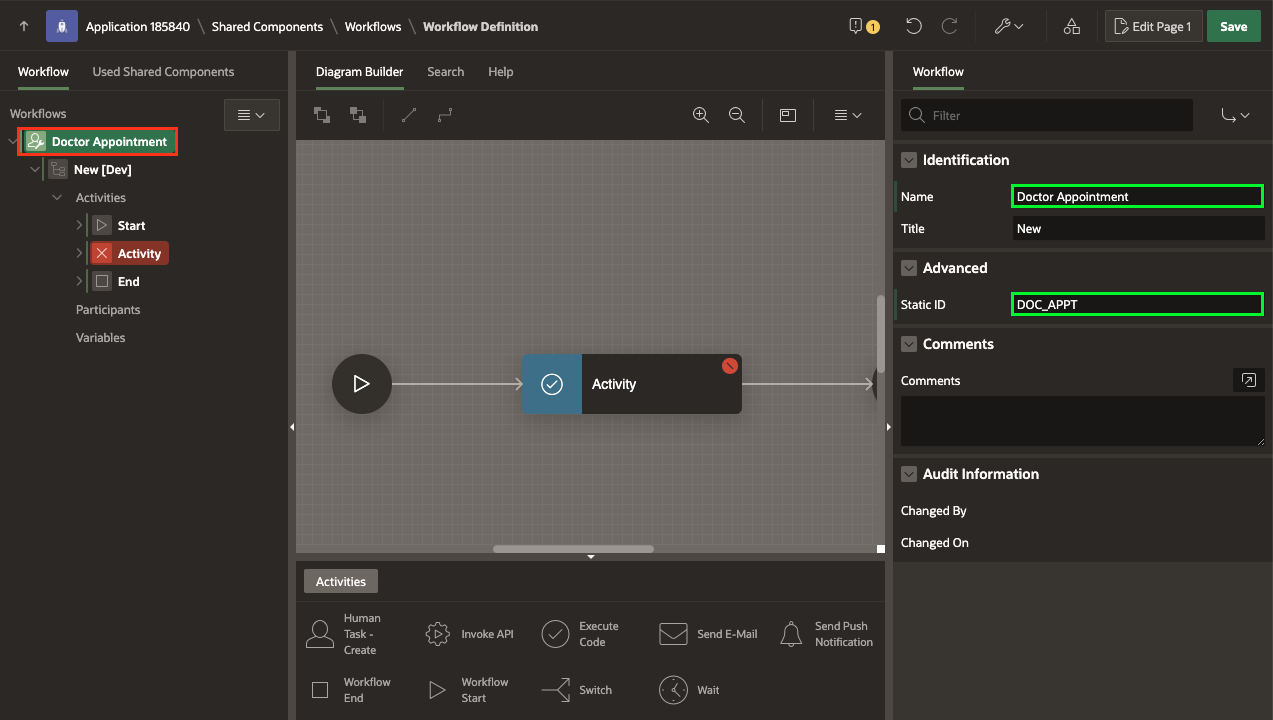 Application 185840 \ Shared Components \ Workflows \ Workflow Definition
1
Edit Page 1
Save
Workflow
Used Shared Components
Workflows
Doctor Appointment
New [Dev]
Activities
Start
Activity
End
Participants
Variables
Diagram Builder
Search
Help
Activity
Activities
Human
Task -
Create
Invoke API
Execute
Code
Send E-Mail
Send Push
Notification
Workflow
End
Workflow
Start
Switch
Wait
Workflow
Filter
Identification
Name
Doctor Appointment
Title
New
Advanced
Static ID
DOC_APPT
Comments
Comments
Audit Information
Changed By
Changed On